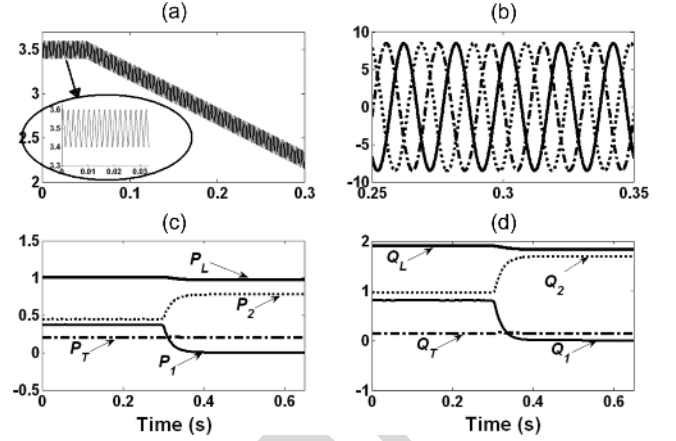 (a)
3.5
3
2.5
2
0
0.1
0.2
0.3
3.6
3.5
3.4
3.3
0
0.01
0.02
0.03
(b)
10
5
0
-5
-10
0.25
0.3
0.35
(c)
1.5
1
0.5
0
-0.5
0
0.2
0.4
0.6
P_L
P_2
P_T
P_1
Time (s)
(d)
2
1
0
-1
0
0.2
0.4
0.6
Q_L
Q_2
Q_T
Q_1
Time (s)